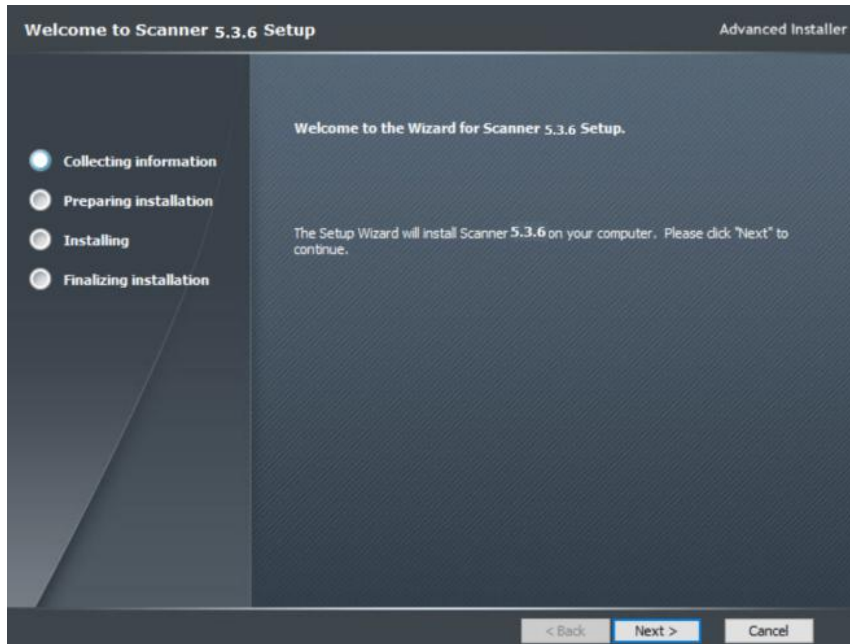 Welcome to Scanner 5.3.6 Setup
Advanced Installer
Welcome to the Wizard for Scanner 5.3.6 Setup.
Collecting information
Preparing installation
Installing
Finalizing installation
The Setup Wizard will install Scanner 5.3.6 on your computer. Please click "Next" to
continue.
< Back
Next >
Cancel